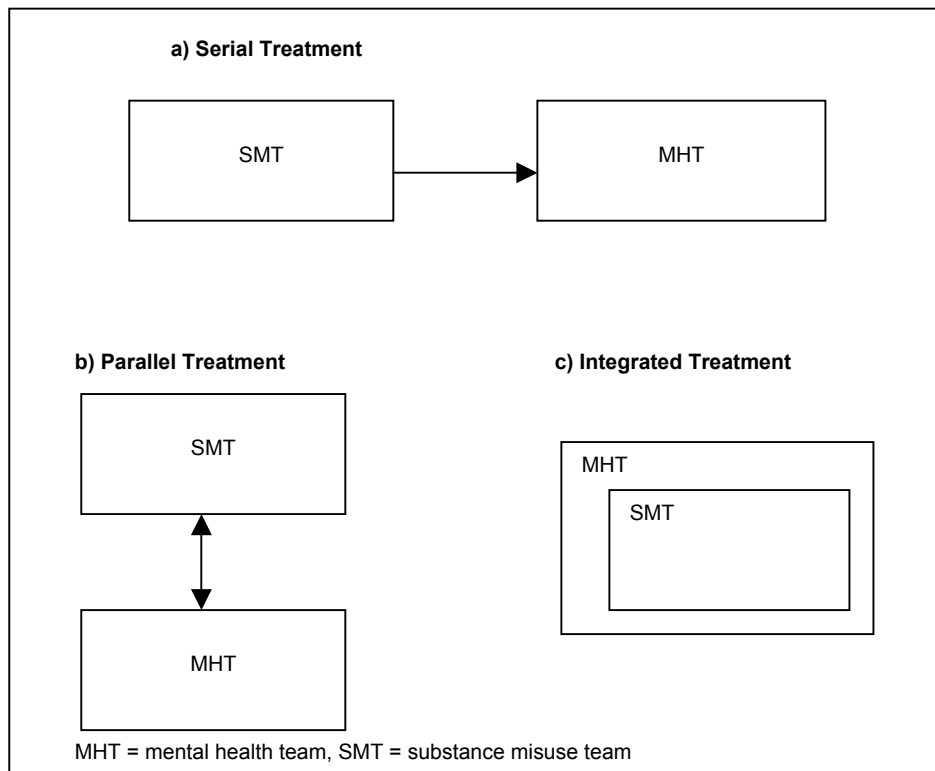 a) Serial Treatment
SMT
MHT
b) Parallel Treatment
SMT
MHT
c) Integrated Treatment
MHT
SMT
MHT = mental health team, SMT = substance misuse team